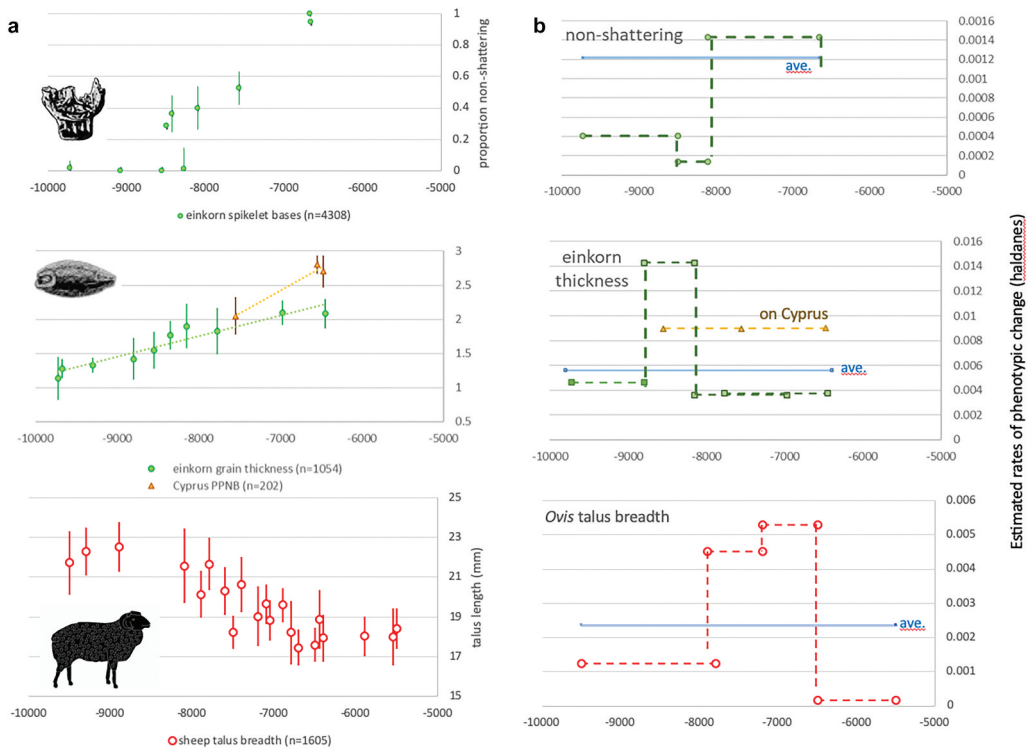 a
1
0.8
0.6
0.4
0.2
0
proportion non-shattering
-10000 -9000 -8000 -7000 -6000 -5000
einkorn spikelet bases (n=4308)
3
2.5
2
1.5
1
0.5
-10000 -9000 -8000 -7000 -6000 -5000
einkorn grain thickness (n=1054)
Cyprus PPNB (n=202)
25
23
21
19
17
15
talus length (mm)
-10000 -9000 -8000 -7000 -6000 -5000
sheep talus breadth (n=1605)
b
non-shattering
ave.
0.0016
0.0014
0.0012
0.001
0.0008
0.0006
0.0004
0.0002
-10000 -9000 -8000 -7000 -6000 -5000
einkorn
thickness
on Cyprus
ave.
0.016
0.014
0.012
0.01
0.008
0.006
0.004
0.002
0
-10000 -9000 -8000 -7000 -6000 -5000
Ovis talus breadth
ave.
0.006
0.005
0.004
0.003
0.002
0.001
0
-10000 -9000 -8000 -7000 -6000 -5000
Estimated rates of phenotypic change (haldanes)